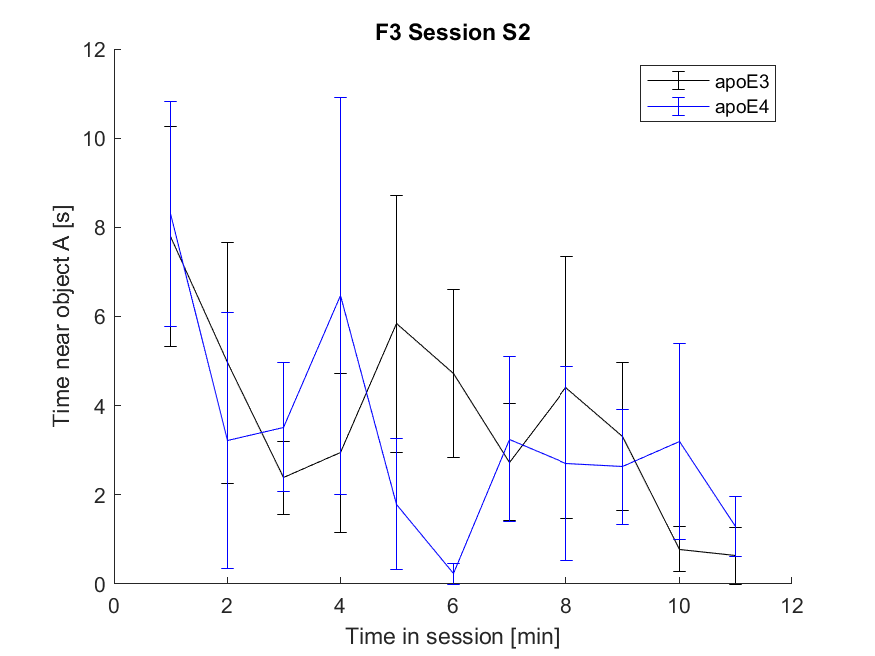 F3 Session S2
apoE3
apoE4
Time near object A [s]
12
10
8
6
4
2
0
0 2 4 6 8 10 12
Time in session [min]